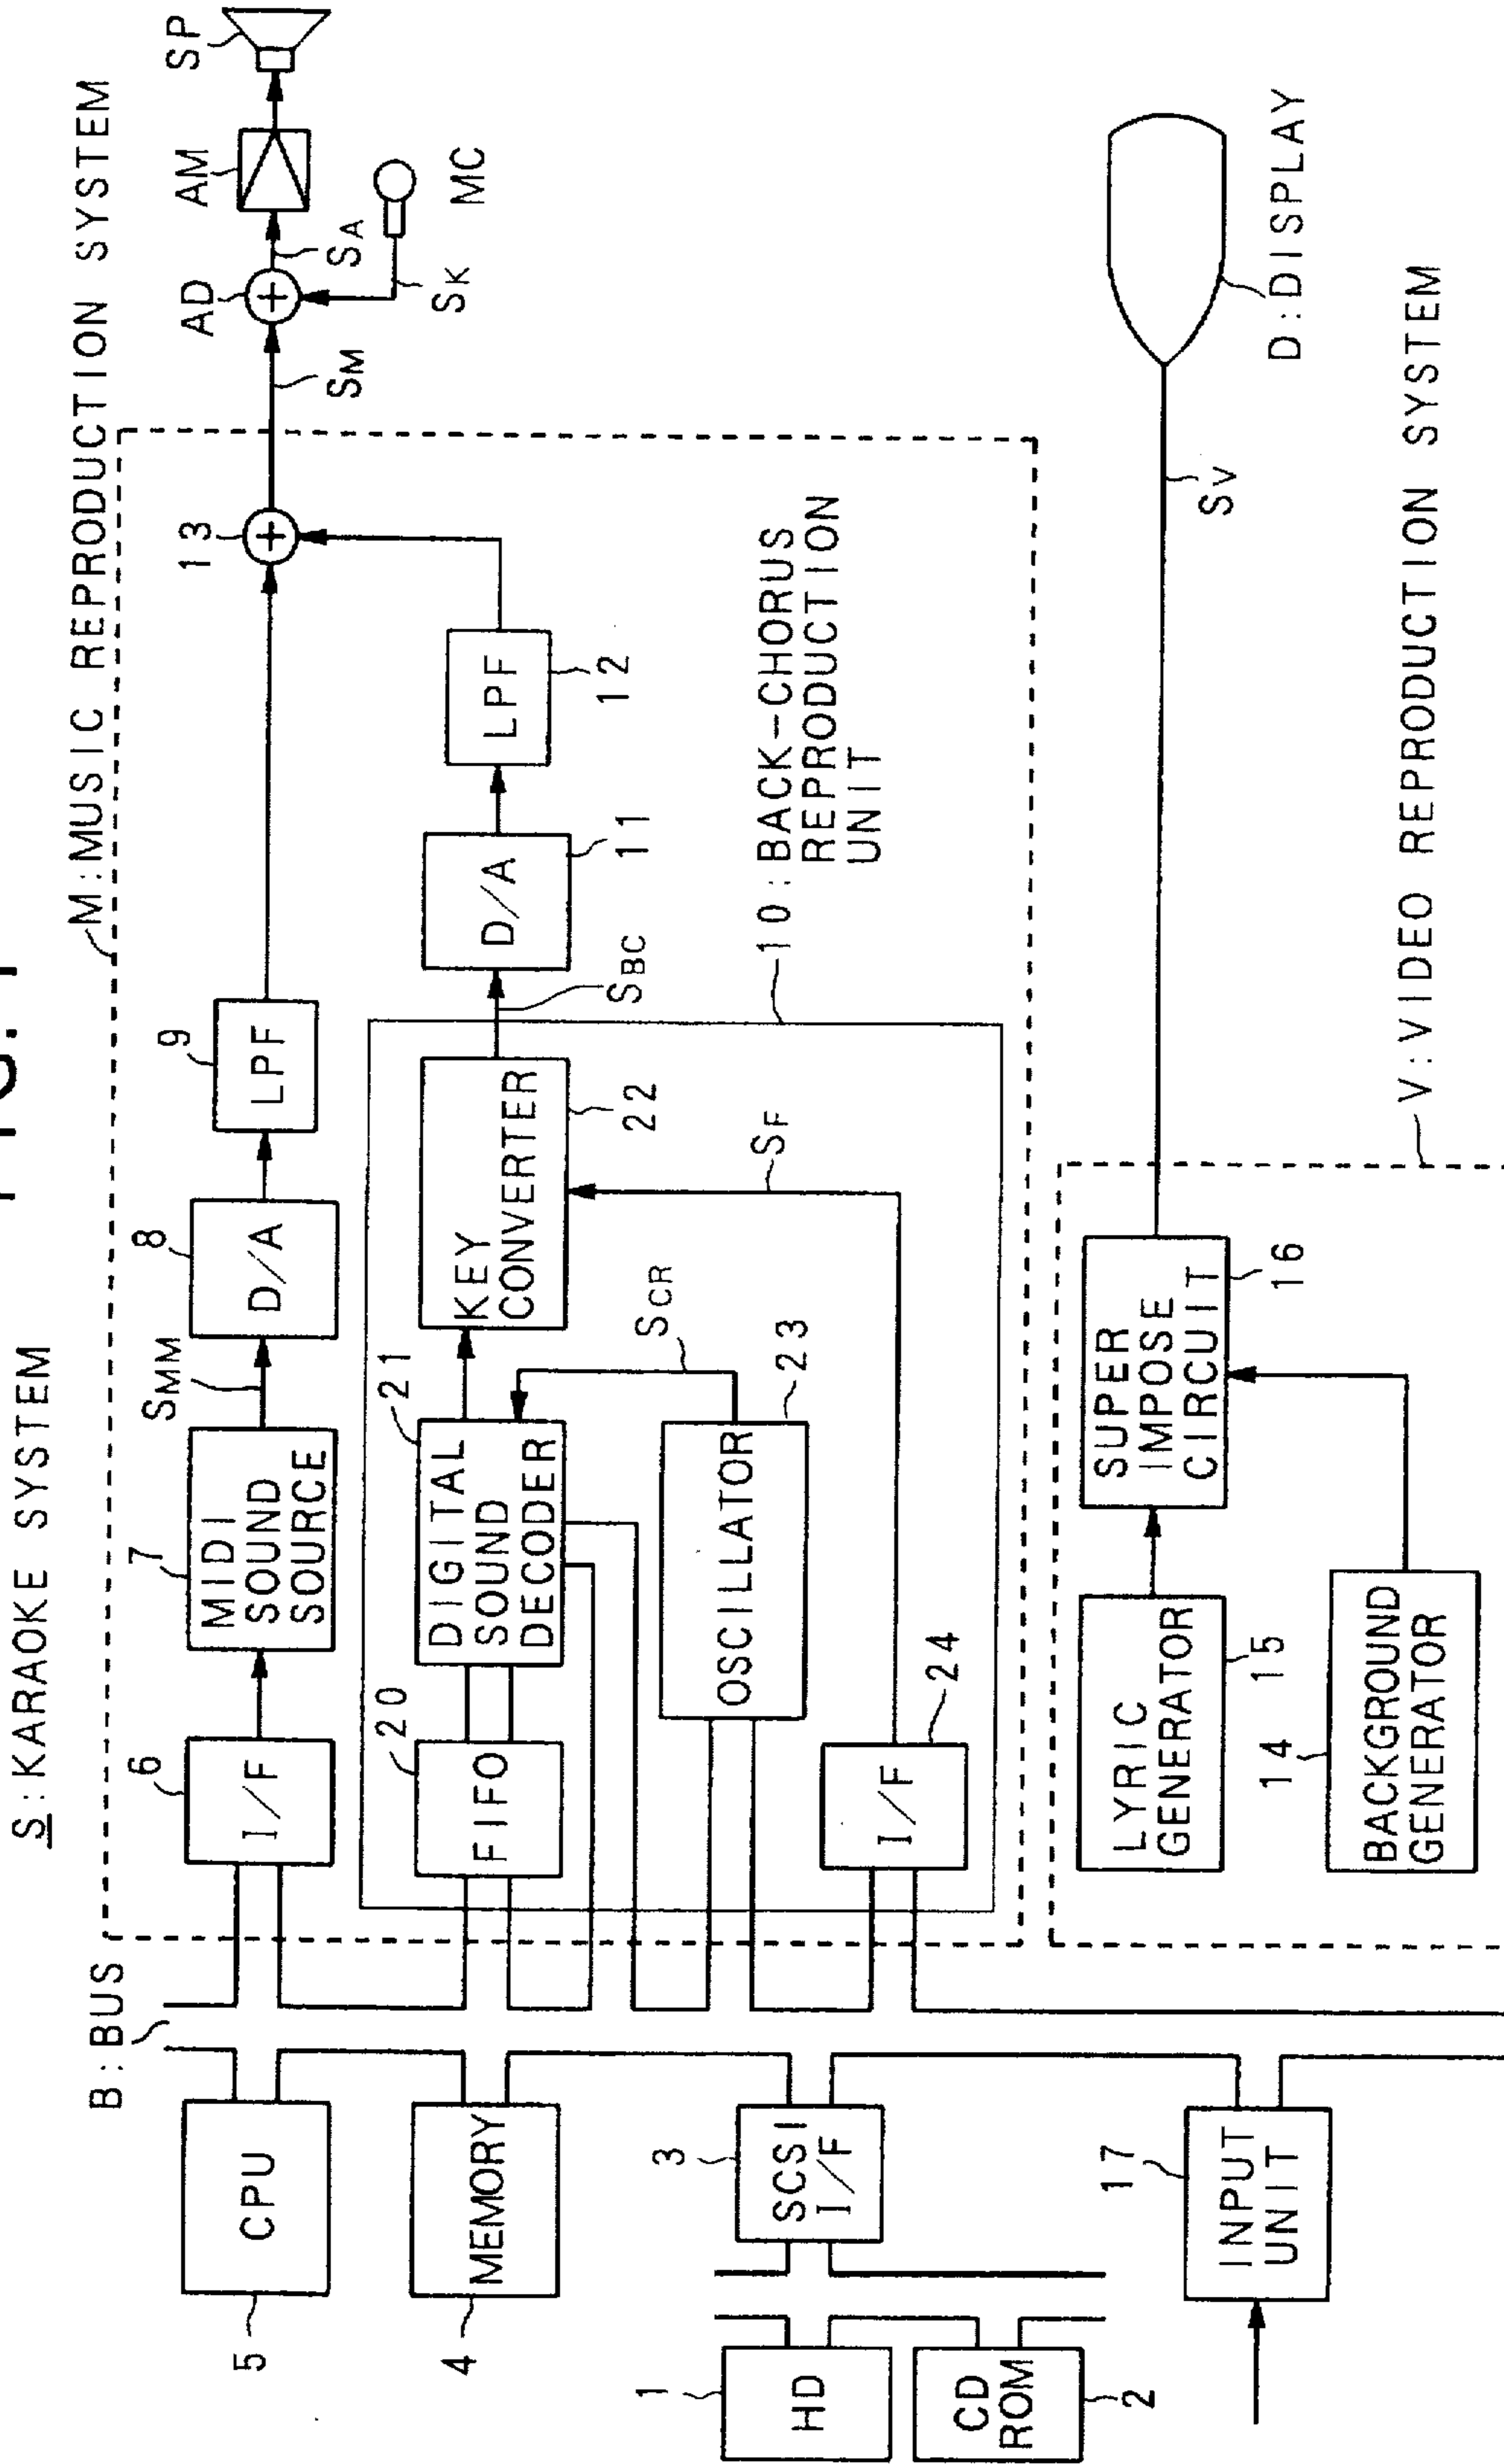 FIG. 1
S:KARAOKE SYSTEM
M:MUSIC REPRODUCTION SYSTEM
B:BUS
5
CPU
6
I/F
7
MIDI
SOUND
SOURCE
SMM
8
D/A
9
LPF
13
+
SM
AD
+
SA
AM
SP
SK
MC
4
MEMORY
20
FIFO
21
DIGITAL
SOUND
DECODER
KEY
CONVERTER
22
SBC
D/A
11
LPF
12
SCR
OSCILLATOR
23
SF
10:BACK-CHORUS
REPRODUCTION
UNIT
I/F
24
3
SCSI
I/F
1
HD
CD
ROM
2
17
INPUT
UNIT
LYRIC
GENERATOR
15
SUPER
IMPOSE
CIRCUIT
16
SV
D:DISPLAY
14
BACKGROUND
GENERATOR
V:VIDEO REPRODUCTION SYSTEM